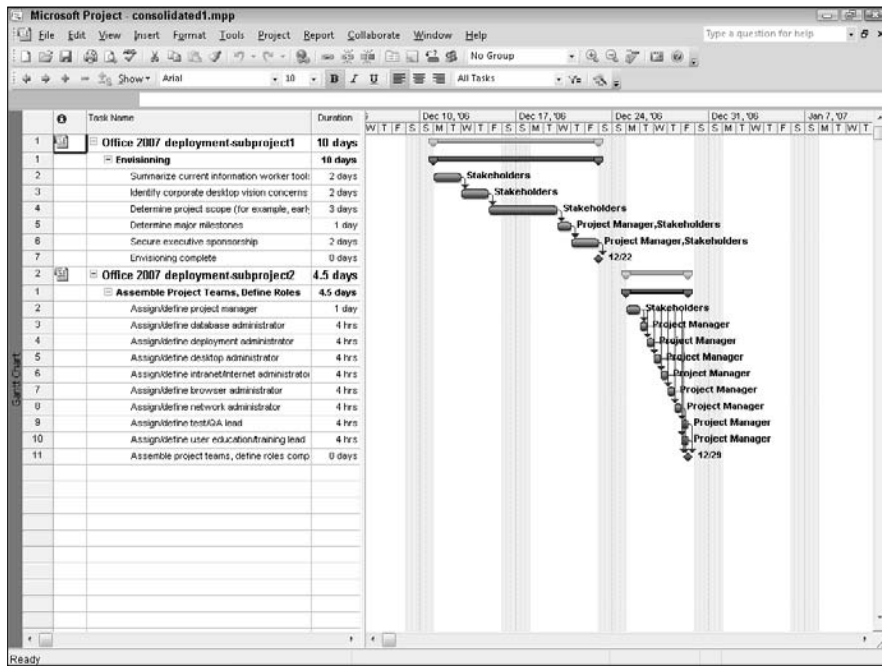 Microsoft Project - consolidated1.mpp
File Edit View Insert Format Tools Project Report Collaborate Window Help
Type a question for help
No Group
Show Arial 10 B I U All Tasks
Task Name Duration
Dec 10, '06 Dec 17, '06 Dec 24, '06 Dec 31, '06 Jan 7, '07
W T F S S M T W T F S S M T W T F S S M T W T F S S M T W T F S S M T W T
1 Office 2007 deployment-subproject1 10 days
1 Envisioning 10 days
2 Summarize current information worker tools 2 days Stakeholders
3 Identify corporate desktop vision concerns 2 days Stakeholders
4 Determine project scope (for example, early 3 days Stakeholders
5 Determine major milestones 1 day Project Manager,Stakeholders
6 Secure executive sponsorship 2 days Project Manager,Stakeholders
7 Envisioning complete 0 days 12/22
2 Office 2007 deployment-subproject2 4.5 days
1 Assemble Project Teams, Define Roles 4.5 days
2 Assign/define project manager 1 day Stakeholders
3 Assign/define database administrator 4 hrs Project Manager
4 Assign/define deployment administrator 4 hrs Project Manager
5 Assign/define desktop administrator 4 hrs Project Manager
6 Assign/define intranet/Internet administrator 4 hrs Project Manager
7 Assign/define browser administrator 4 hrs Project Manager
8 Assign/define network administrator 4 hrs Project Manager
9 Assign/define test/QA lead 4 hrs Project Manager
10 Assign/define user education/training lead 4 hrs Project Manager
11 Assemble project teams, define roles comp 0 days 12/29
Gantt Chart
Ready